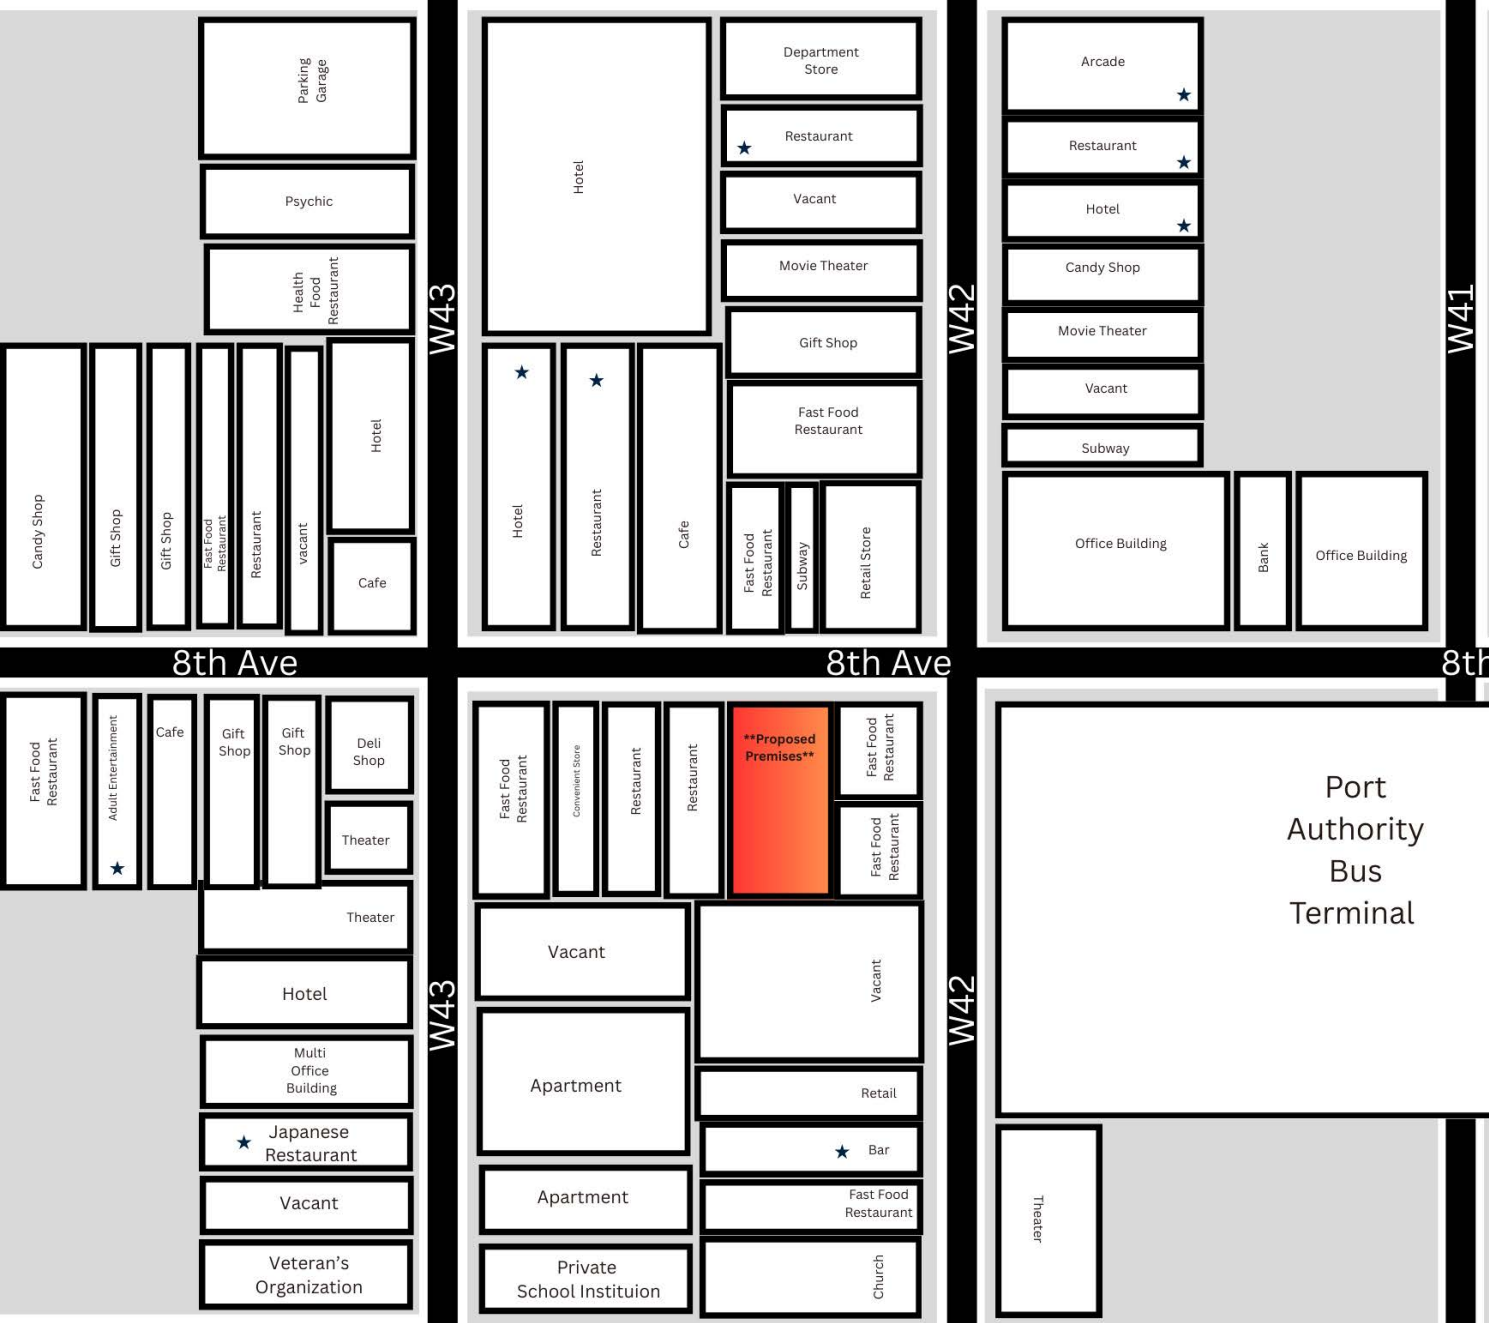 Parking
Garage
Psychic
Health
Food
Restaurant
Candy Shop
Gift Shop
Gift Shop
Fast Food
Restaurant
Restaurant
vacant
Hotel
Cafe
W43
Hotel
Department
Store
Restaurant
Vacant
Movie Theater
Gift Shop
Fast Food
Restaurant
Hotel
Restaurant
Cafe
Fast Food
Restaurant
Subway
Retail Store
W42
Arcade
Restaurant
Hotel
Candy Shop
Movie Theater
Vacant
Subway
Office Building
Bank
Office Building
W41
8th Ave
8th Ave
8th
Fast Food
Restaurant
Adult Entertainment
Cafe
Gift
Shop
Gift
Shop
Deli
Shop
Theater
Theater
Hotel
Multi
Office
Building
Japanese
Restaurant
Vacant
Veteran's
Organization
W43
Fast Food
Restaurant
Convenient Store
Restaurant
Restaurant
**Proposed
Premises**
Fast Food
Restaurant
Fast Food
Restaurant
Vacant
Vacant
Apartment
Retail
Bar
Apartment
Fast Food
Restaurant
Private
School Instituion
Church
W42
Port
Authority
Bus
Terminal
Theater